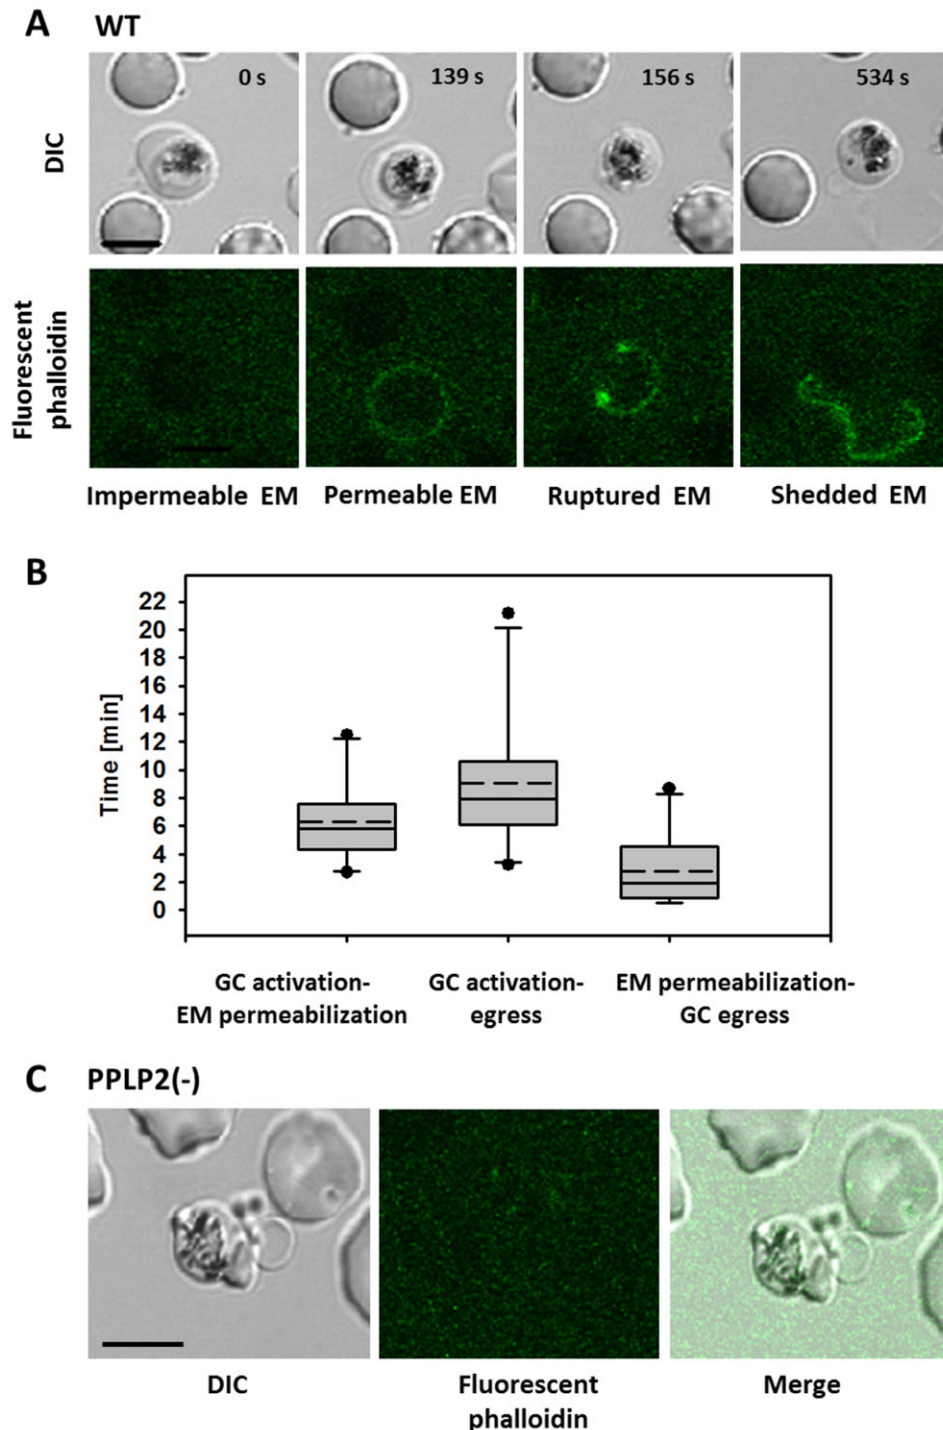 A WT
0 s 139 s 156 s 534 s
DIC
Fluorescent
phalloidin
Impermeable EM Permeable EM Ruptured EM Shedded EM
B
22
20
18
16
14
12
10
8
6
4
2
0
Time [min]
GC activation-
EM permeabilization
GC activation-
egress
EM permeabilization-
GC egress
C PPLP2(-)
DIC
Fluorescent
phalloidin
Merge